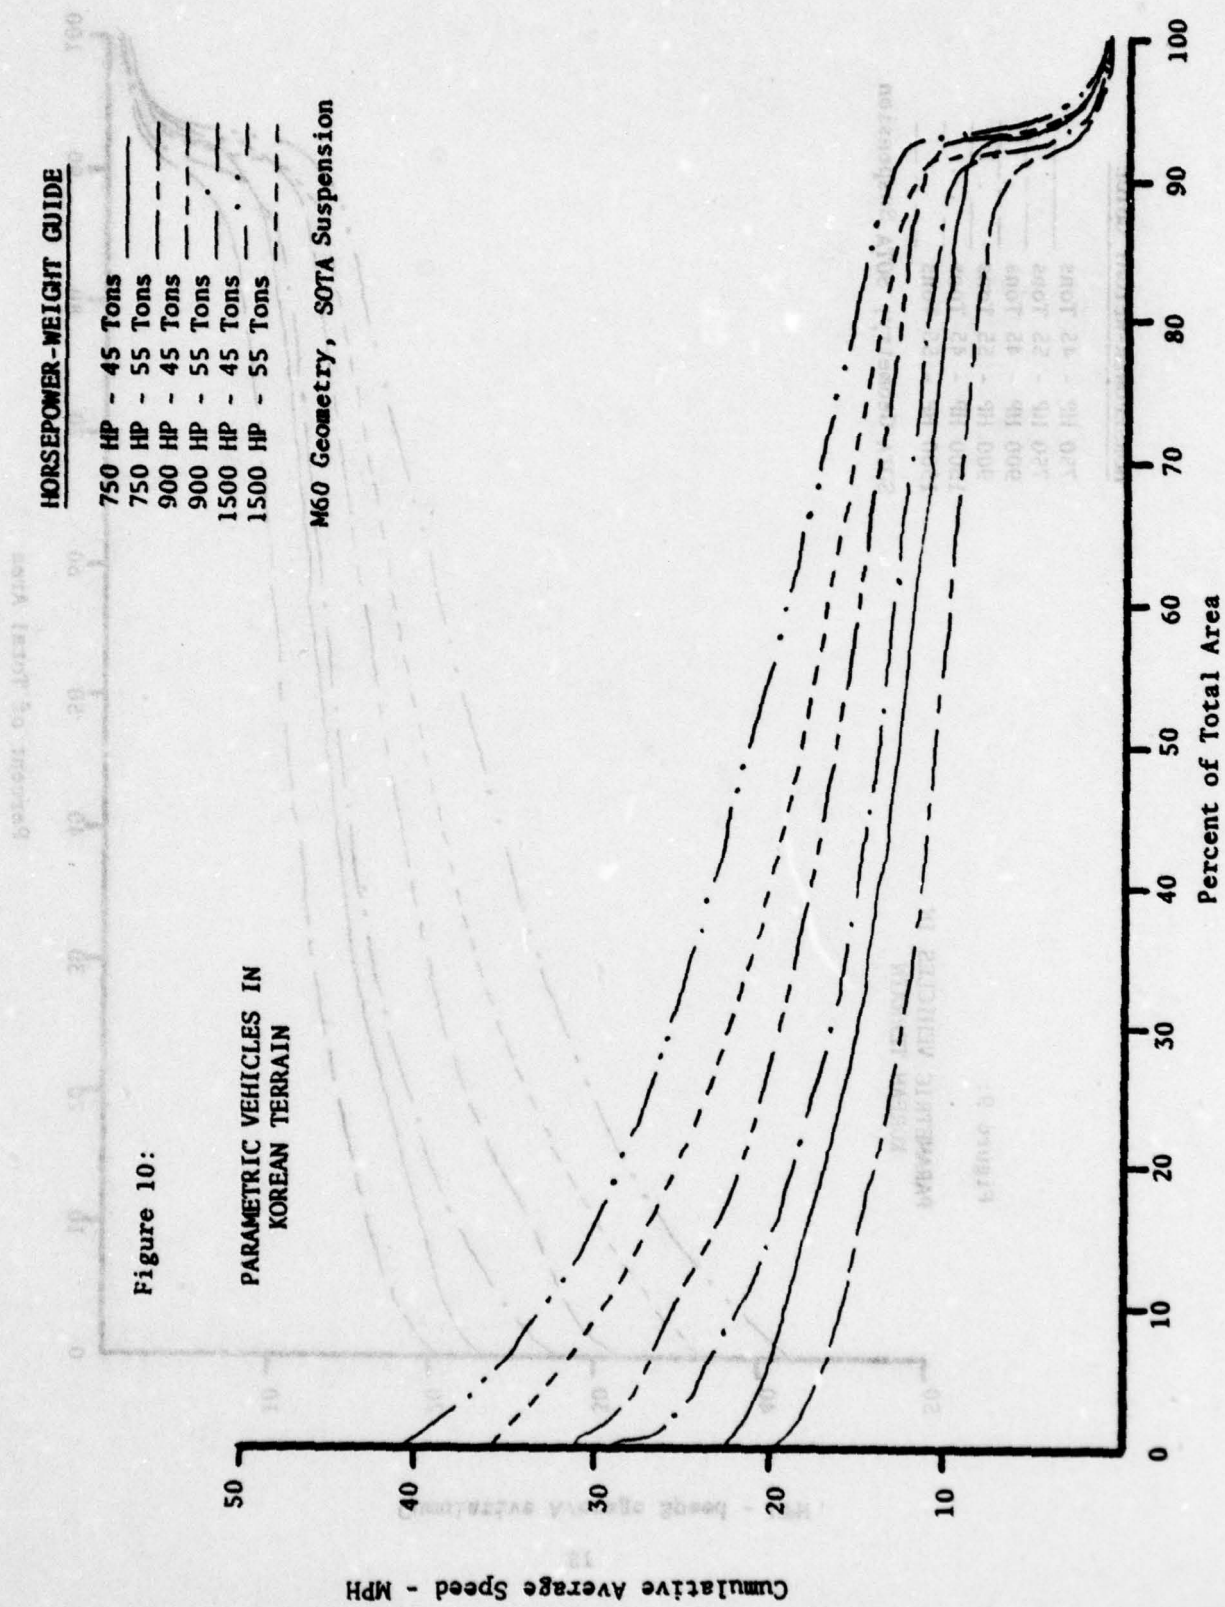 Figure 10:
PARAMETRIC VEHICLES IN
KOREAN TERRAIN
HORSEPOWER-WEIGHT GUIDE
750 HP - 45 Tons
750 HP - 55 Tons
900 HP - 45 Tons
900 HP - 55 Tons
1500 HP - 45 Tons
1500 HP - 55 Tons
M60 Geometry, SOTA Suspension
Cumulative Average Speed - MPH
50
40
30
20
10
0
10
20
30
40
50
60
70
80
90
100
Percent of Total Area